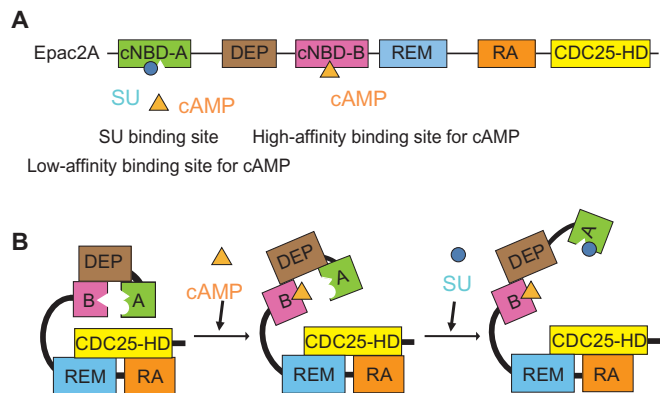 A
Epac2A cNBD-A DEP cNBD-B REM RA CDC25-HD
SU cAMP cAMP
SU binding site High-affinity binding site for cAMP
Low-affinity binding site for cAMP
B
DEP
B A
CDC25-HD
REM RA
cAMP
DEP
B A
CDC25-HD
REM RA
SU
DEP A
B
CDC25-HD
REM RA